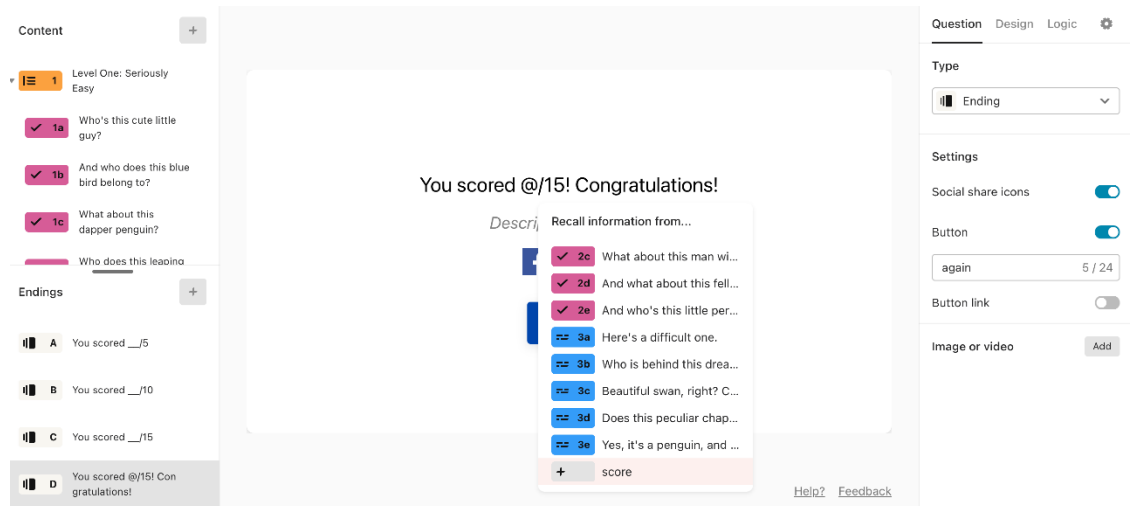 Content
+
1
Level One: Seriously
Easy
1a
Who's this cute little
guy?
1b
And who does this blue
bird belong to?
1c
What about this
dapper penguin?
Who does this leaping
Endings
+
A
You scored __/5
B
You scored __/10
C
You scored __/15
D
You scored @/15! Con
gratulations!
You scored @/15! Congratulations!
Recall information from...
2c What about this man wi...
2d And what about this fell...
2e And who's this little per...
3a Here's a difficult one.
3b Who is behind this drea...
3c Beautiful swan, right? C...
3d Does this peculiar chap...
3e Yes, it's a penguin, and ...
+ score
Help? Feedback
Question Design Logic
Type
Ending
Settings
Social share icons
Button
again 5 / 24
Button link
Image or video Add